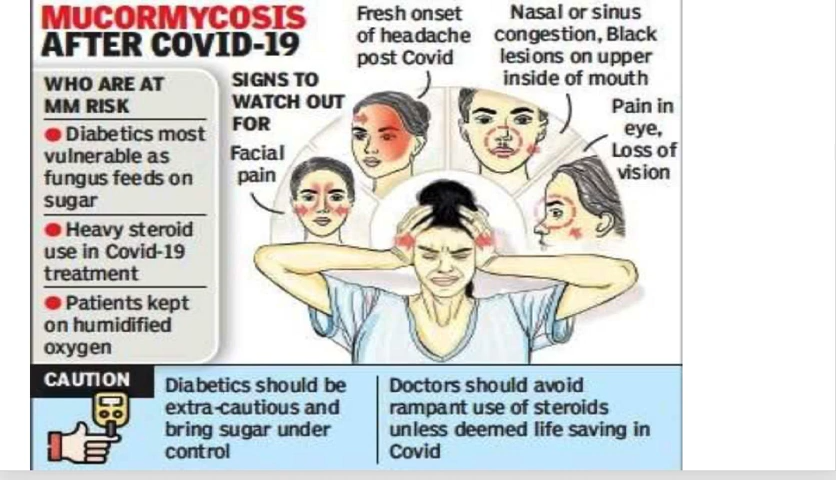 MUCORMYCOSIS
AFTER COVID-19
WHO ARE AT
MM RISK
Diabetics most
vulnerable as
fungus feeds on
sugar
Heavy steroid
use in Covid-19
treatment
Patients kept
on humidified
oxygen
SIGNS TO
WATCH OUT
FOR
Facial
pain
Fresh onset
of headache
post Covid
Nasal or sinus
congestion, Black
lesions on upper
inside of mouth
Pain in
eye,
Loss of
vision
CAUTION
Diabetics should be
extra-cautious and
bring sugar under
control
Doctors should avoid
rampant use of steroids
unless deemed life saving in
Covid